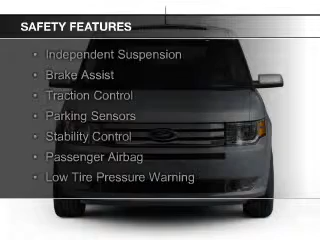 SAFETY FEATURES
• Independent Suspension
• Brake Assist
• Traction Control
• Parking Sensors
• Stability Control
• Passenger Airbag
• Low Tire Pressure Warning